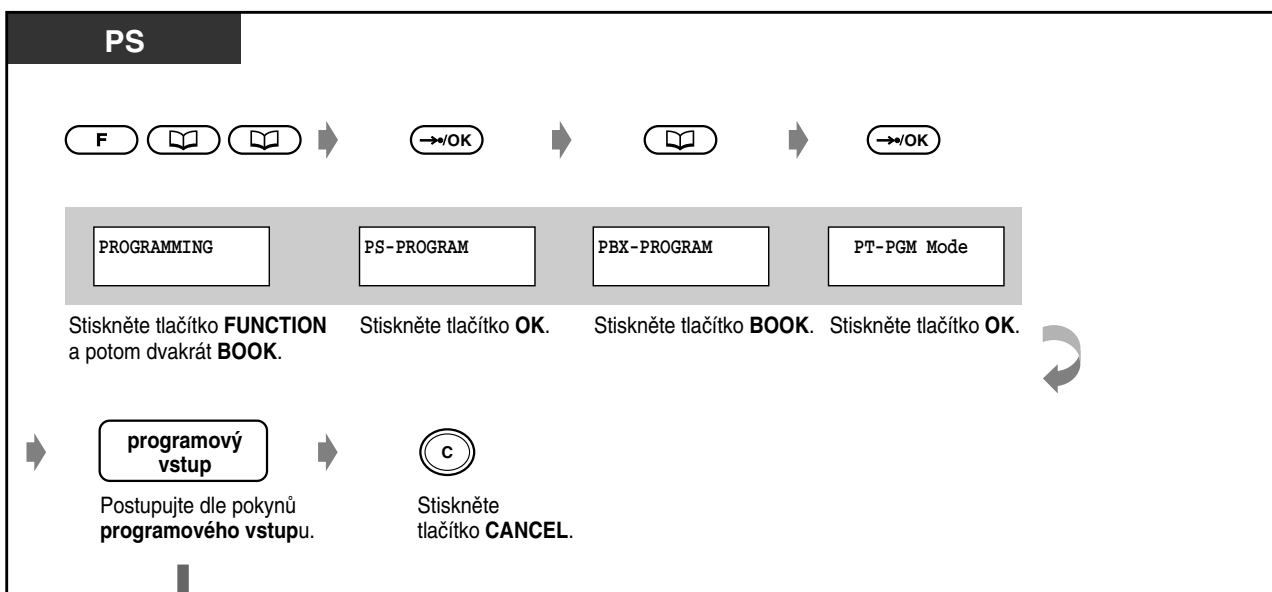 PS
F
/OK
/OK
PROGRAMMING
PS-PROGRAM
PBX-PROGRAM
PT-PGM Mode
Stiskněte tlačítko FUNCTION
a potom dvakrát BOOK.
Stiskněte tlačítko OK.
Stiskněte tlačítko BOOK.
Stiskněte tlačítko OK.
programový
vstup
C
Postupujte dle pokynů
programového vstupu.
Stiskněte
tlačítko CANCEL.